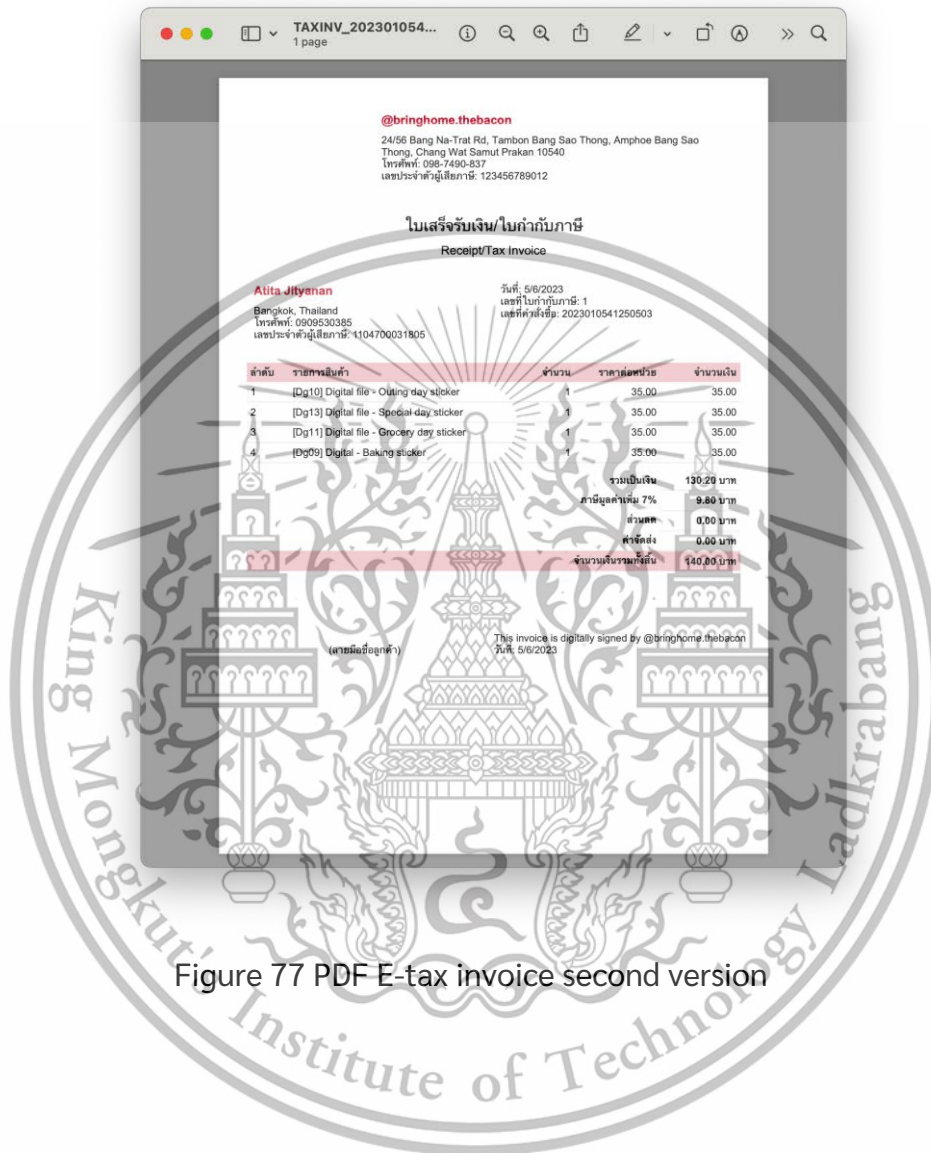 TAXINV_202301054...
1 page
@bringhome.thebacon
24/56 Bang Na-Trat Rd, Tambon Bang Sao Thong, Amphoe Bang Sao
Thong, Chang Wat Samut Prakan 10540
โทรศัพท์: 098-7490-837
เลขประจำตัวผู้เสียภาษี: 123456789012
ใบเสร็จรับเงิน/ใบกำกับภาษี
Receipt/Tax Invoice
Atita Jityanan
Bangkok, Thailand
โทรศัพท์: 0909530385
เลขประจำตัวผู้เสียภาษี: 1104700031805
วันที่: 5/6/2023
เลขที่ใบกำกับภาษี: 1
เลขที่คำสั่งซื้อ: 2023010541250503
ลำดับ รายการสินค้า จำนวน ราคาต่อหน่วย จำนวนเงิน
1 [Dg10] Digital file - Outing day sticker 1 35.00 35.00
2 [Dg13] Digital file - Special day sticker 1 35.00 35.00
3 [Dg11] Digital file - Grocery day sticker 1 35.00 35.00
4 [Dg09] Digital - Baking sticker 1 35.00 35.00
รวมเป็นเงิน 130.20 บาท
ภาษีมูลค่าเพิ่ม 7% 9.80 บาท
ส่วนลด 0.00 บาท
ค่าจัดส่ง 0.00 บาท
จำนวนเงินรวมทั้งสิ้น 140.00 บาท
(ลายมือชื่อลูกค้า)
This invoice is digitally signed by @bringhome.thebacon
วันที่: 5/6/2023
Figure 77 PDF E-tax invoice second version
King Mongkut's Institute of Technology Ladkrabang